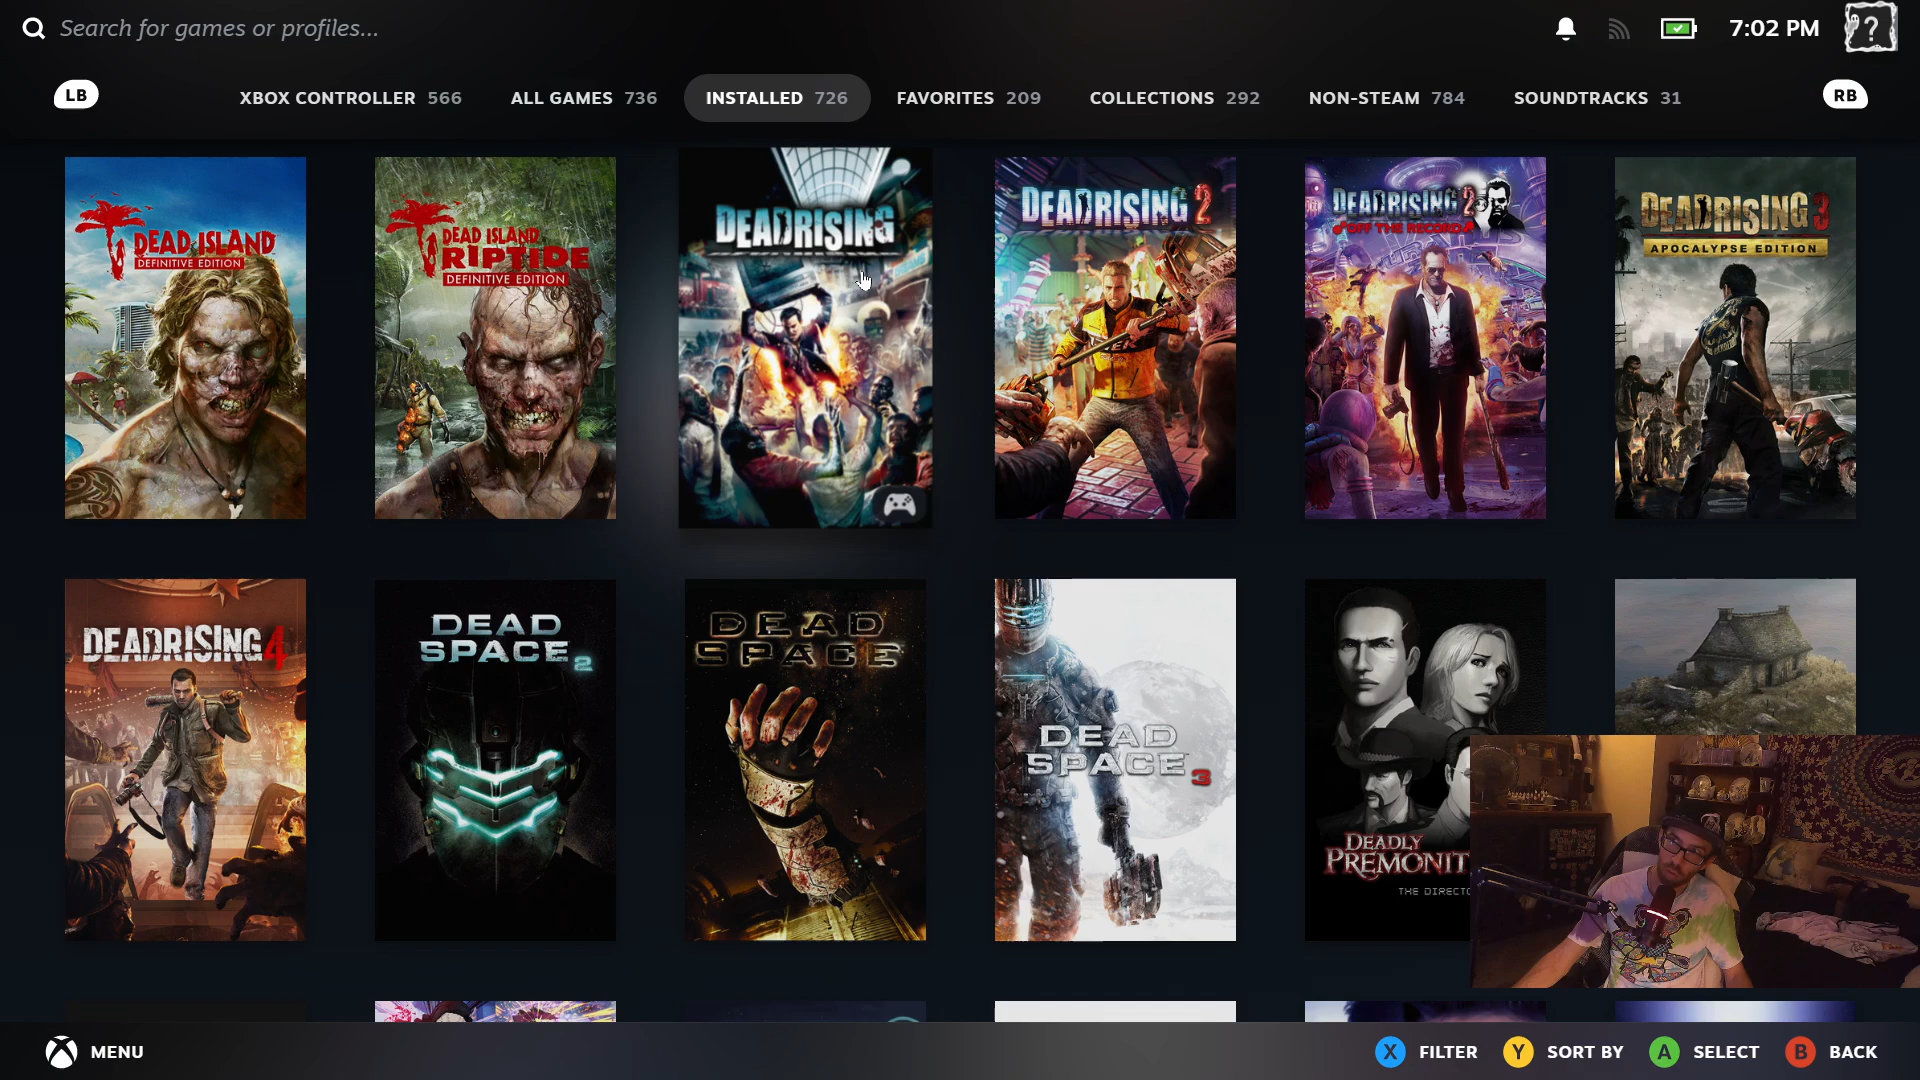 Search for games or profiles...
7:02 PM
?
LB
XBOX CONTROLLER 566
ALL GAMES 736
INSTALLED 726
FAVORITES 209
COLLECTIONS 292
NON-STEAM 784
SOUNDTRACKS 31
RB
DEAD ISLAND
DEFINITIVE EDITION
DEAD ISLAND
RIPTIDE
DEFINITIVE EDITION
DEADRISING
DEADRISING 2
DEADRISING 2
OFF THE RECORD
DEADRISING 3
APOCALYPSE EDITION
DEADRISING 4
DEAD
SPACE 2
DEAD
SPACE
DEAD
SPACE 3
DEADLY
PREMONIT
THE DIRECT
MENU
X FILTER
Y SORT BY
A SELECT
B BACK